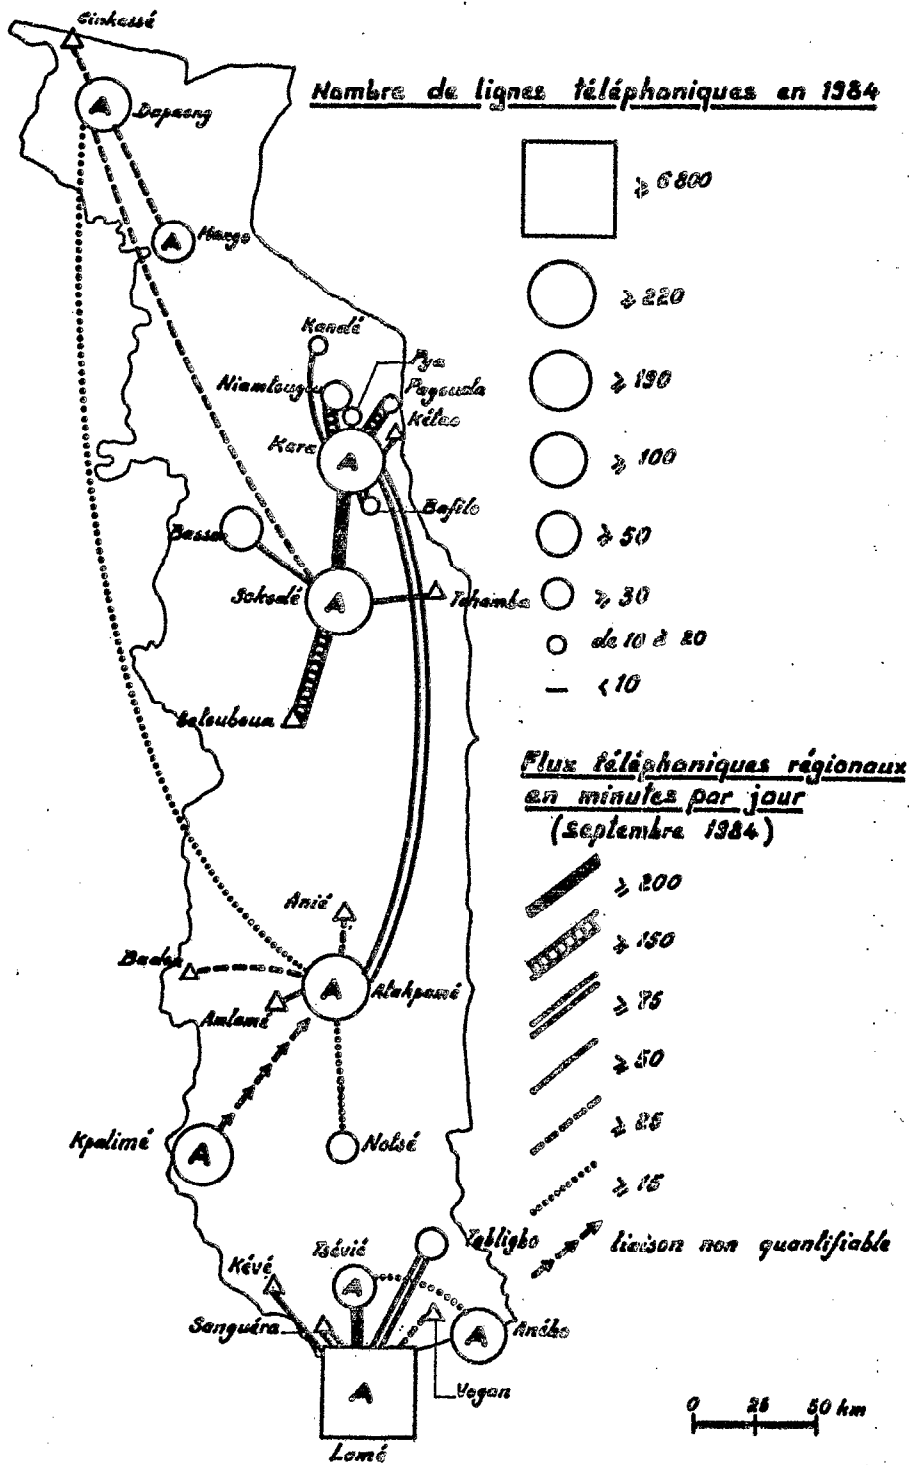 Cinkassé
Nombre de lignes téléphoniques en 1984
A
Dapaong
≥ 6800
A
Mango
≥ 220
Kandé
Pya
Niamtougou
Pagouda
≥ 190
Kétao
Kara
A
≥ 100
Bafilo
Bassar
≥ 50
Sokodé
A
Tchamba
≥ 30
de 10 à 20
< 10
Sotouboua
Flux téléphoniques régionaux
en minutes par jour
(septembre 1984)
≥ 200
Anié
≥ 150
Badou
A
Atakpamé
≥ 75
Amlamé
≥ 50
Kpalimé
A
Notsé
≥ 25
≥ 15
Tabligbo
liaison non quantifiable
Tsévié
Kévé
A
Sanguéra
A
Aného
A
Vogan
0 25 50 km
Lomé